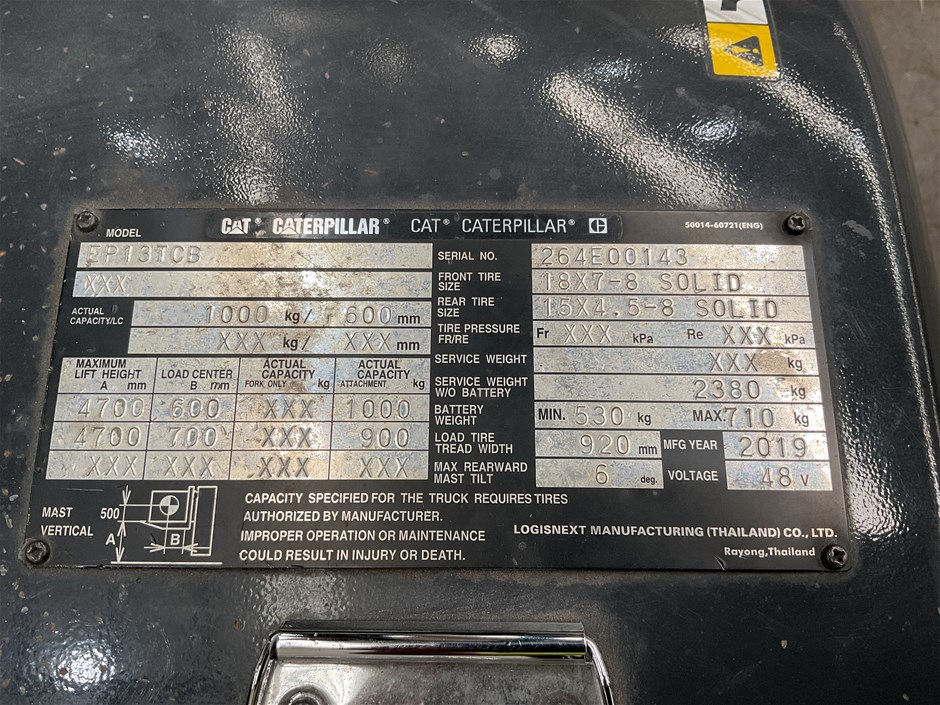 CAT® CATERPILLAR® CAT® CATERPILLAR® C 50014-60721(ENG)
MODEL
EP13TCB
XXX
ACTUAL CAPACITY/LC
1000 kg/ 600 mm
XXX kg/ XXX mm
MAXIMUM LIFT HEIGHT A mm
LOAD CENTER B mm
ACTUAL CAPACITY FORK ONLY kg
ACTUAL CAPACITY ATTACHMENT kg
4700 600 XXX 1000
4700 700 XXX 900
XXX XXX XXX XXX
SERIAL NO. 264E00143
FRONT TIRE SIZE 18X7-8 SOLID
REAR TIRE SIZE 15X4.5-8 SOLID
TIRE PRESSURE FR/RE Fr XXX kPa Re XXX kPa
SERVICE WEIGHT XXX kg
SERVICE WEIGHT W/O BATTERY 2380 kg
BATTERY WEIGHT MIN. 530 kg MAX. 710 kg
LOAD TIRE TREAD WIDTH 920 mm MFG YEAR 2019
MAX REARWARD MAST TILT 6 deg. VOLTAGE 48 V
MAST VERTICAL
500
A
B
CAPACITY SPECIFIED FOR THE TRUCK REQUIRES TIRES
AUTHORIZED BY MANUFACTURER.
IMPROPER OPERATION OR MAINTENANCE
COULD RESULT IN INJURY OR DEATH.
LOGISNEXT MANUFACTURING (THAILAND) CO., LTD.
Rayong,Thailand